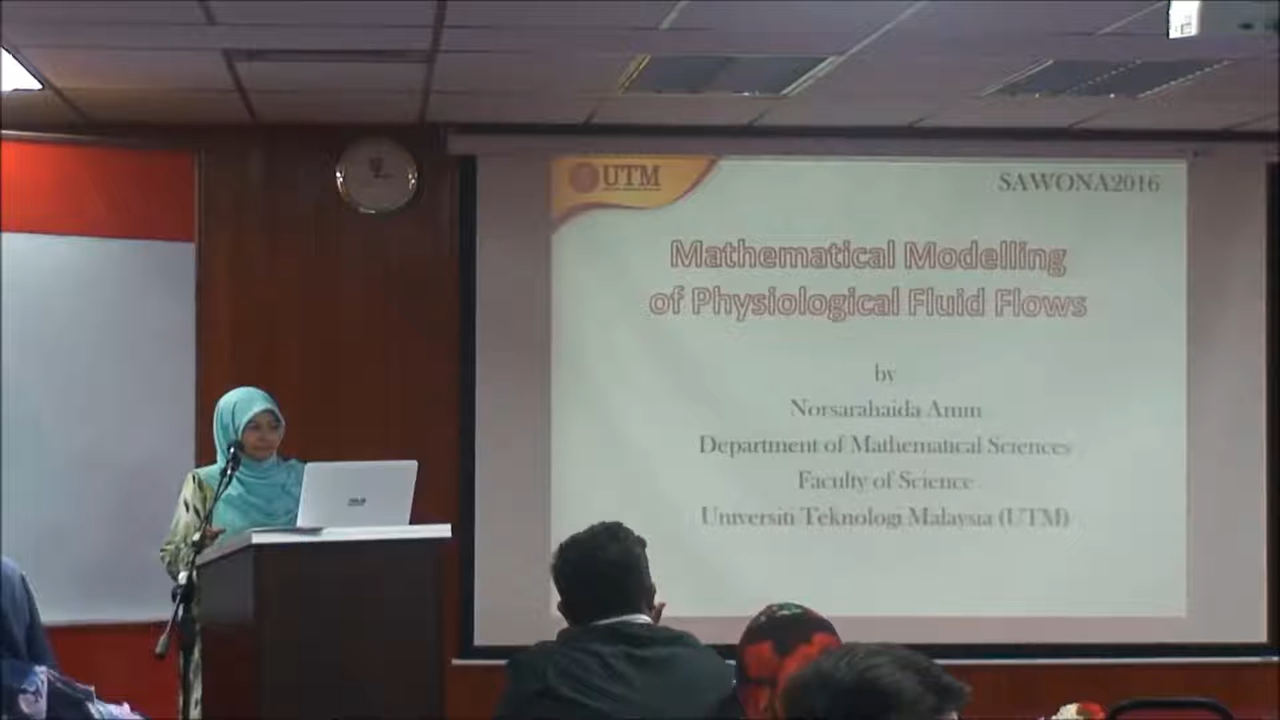 UTM
SAWONA2016
Mathematical Modelling
of Physiological Fluid Flows
by
Norsarahaida Amin
Department of Mathematical Sciences
Faculty of Science
Universiti Teknologi Malaysia (UTM)
ASUS